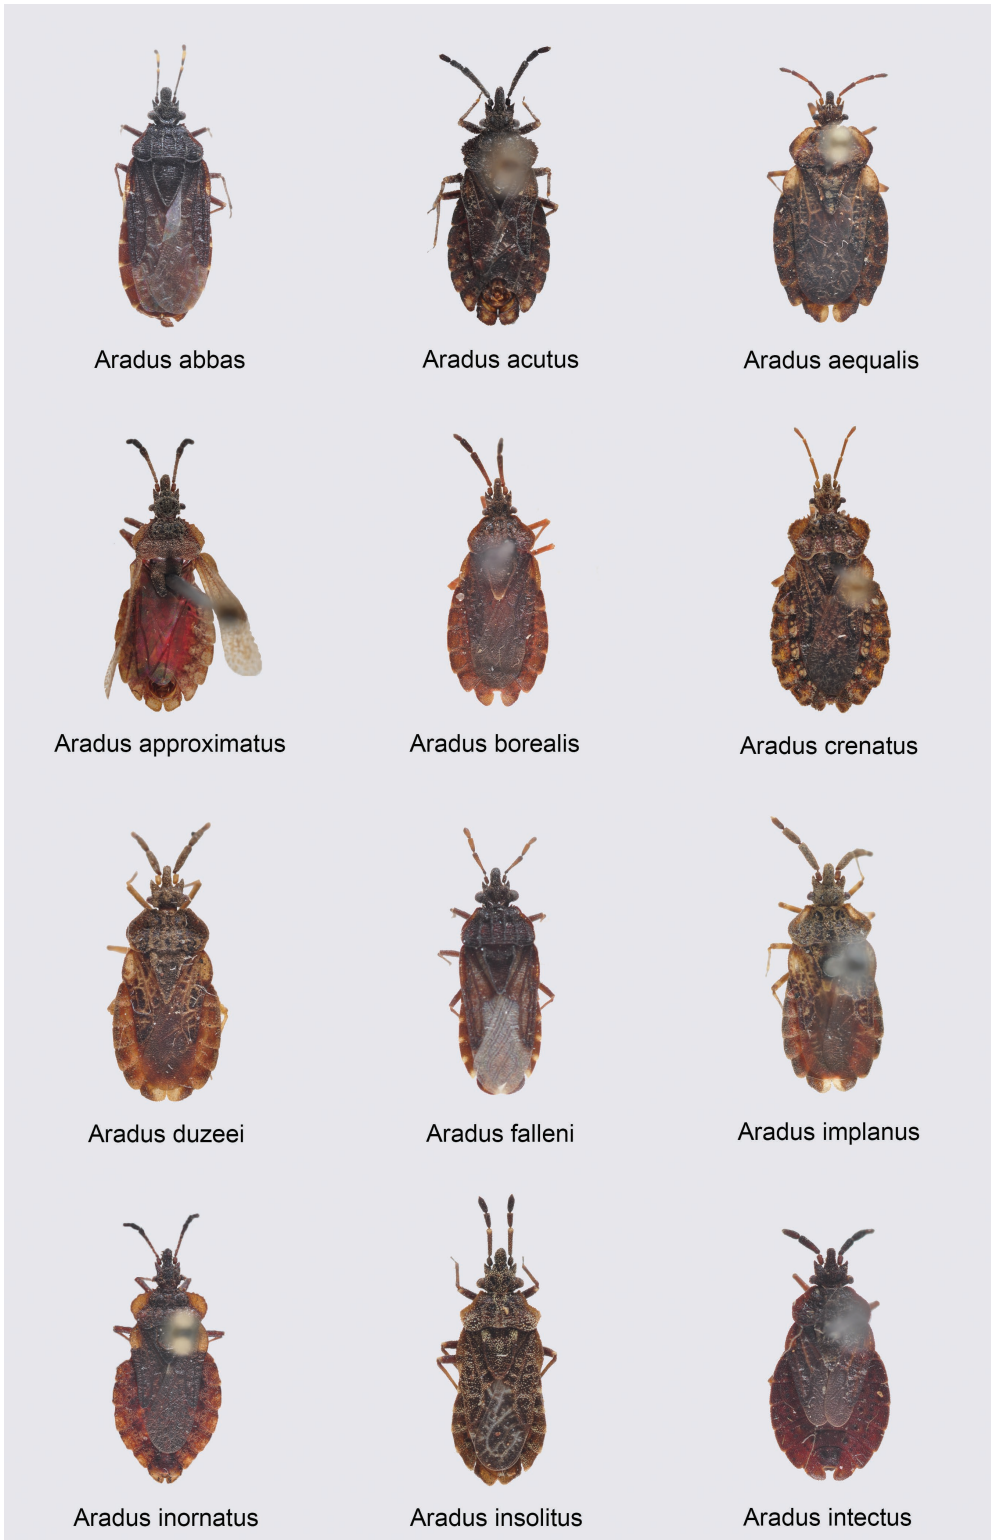 Aradus abbas
Aradus acutus
Aradus aequalis
Aradus approximatus
Aradus borealis
Aradus crenatus
Aradus duzeei
Aradus falleni
Aradus implanus
Aradus inornatus
Aradus insolitus
Aradus intectus